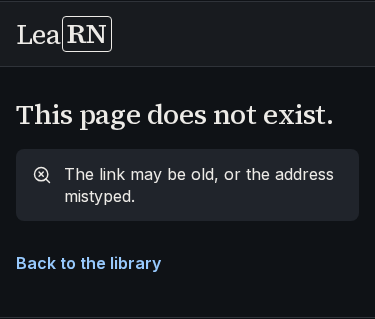 LeaRN
This page does not exist.
The link may be old, or the address
mistyped.
Back to the library